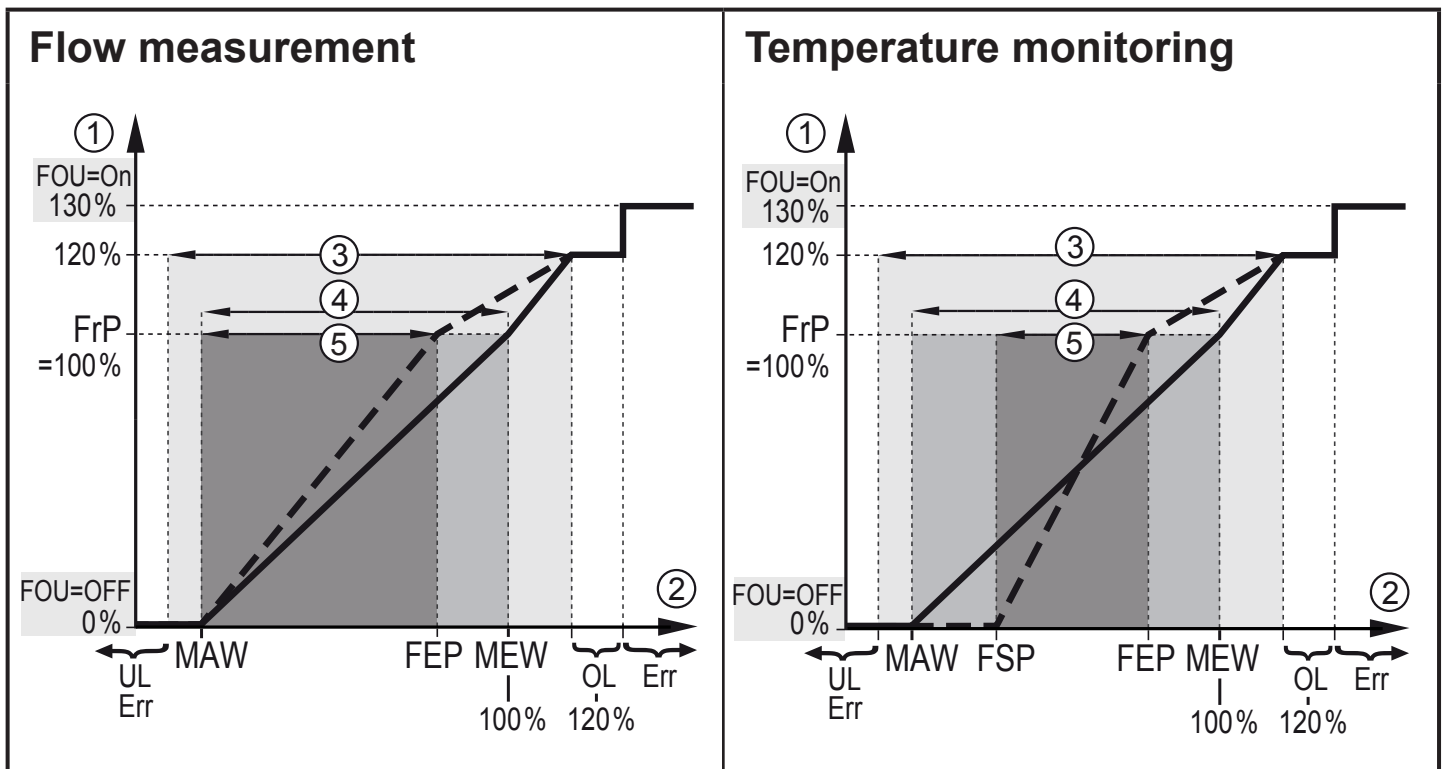 Flow measurement
①
FOU=On
130%
120%
③
④
FrP
=100%
⑤
FOU=OFF
0%
②
UL
Err
MAW
FEP
MEW
100%
OL
120%
Err
Temperature monitoring
①
FOU=On
130%
120%
③
④
FrP
=100%
⑤
FOU=OFF
0%
②
UL
Err
MAW
FSP
FEP
MEW
100%
OL
120%
Err